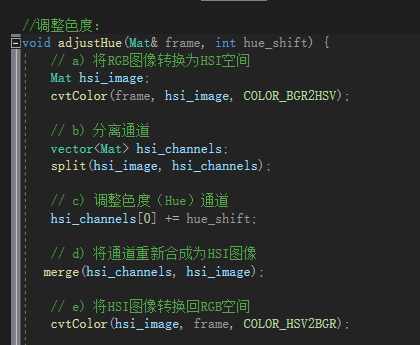 //调整色度：
void adjustHue(Mat& frame, int hue_shift) {
// a) 将RGB图像转换为HSI空间
Mat hsi_image;
cvtColor(frame, hsi_image, COLOR_BGR2HSV);
// b) 分离通道
vector<Mat> hsi_channels;
split(hsi_image, hsi_channels);
// c) 调整色度（Hue）通道
hsi_channels[0] += hue_shift;
// d) 将通道重新合成为HSI图像
merge(hsi_channels, hsi_image);
// e) 将HSI图像转换回RGB空间
cvtColor(hsi_image, frame, COLOR_HSV2BGR);